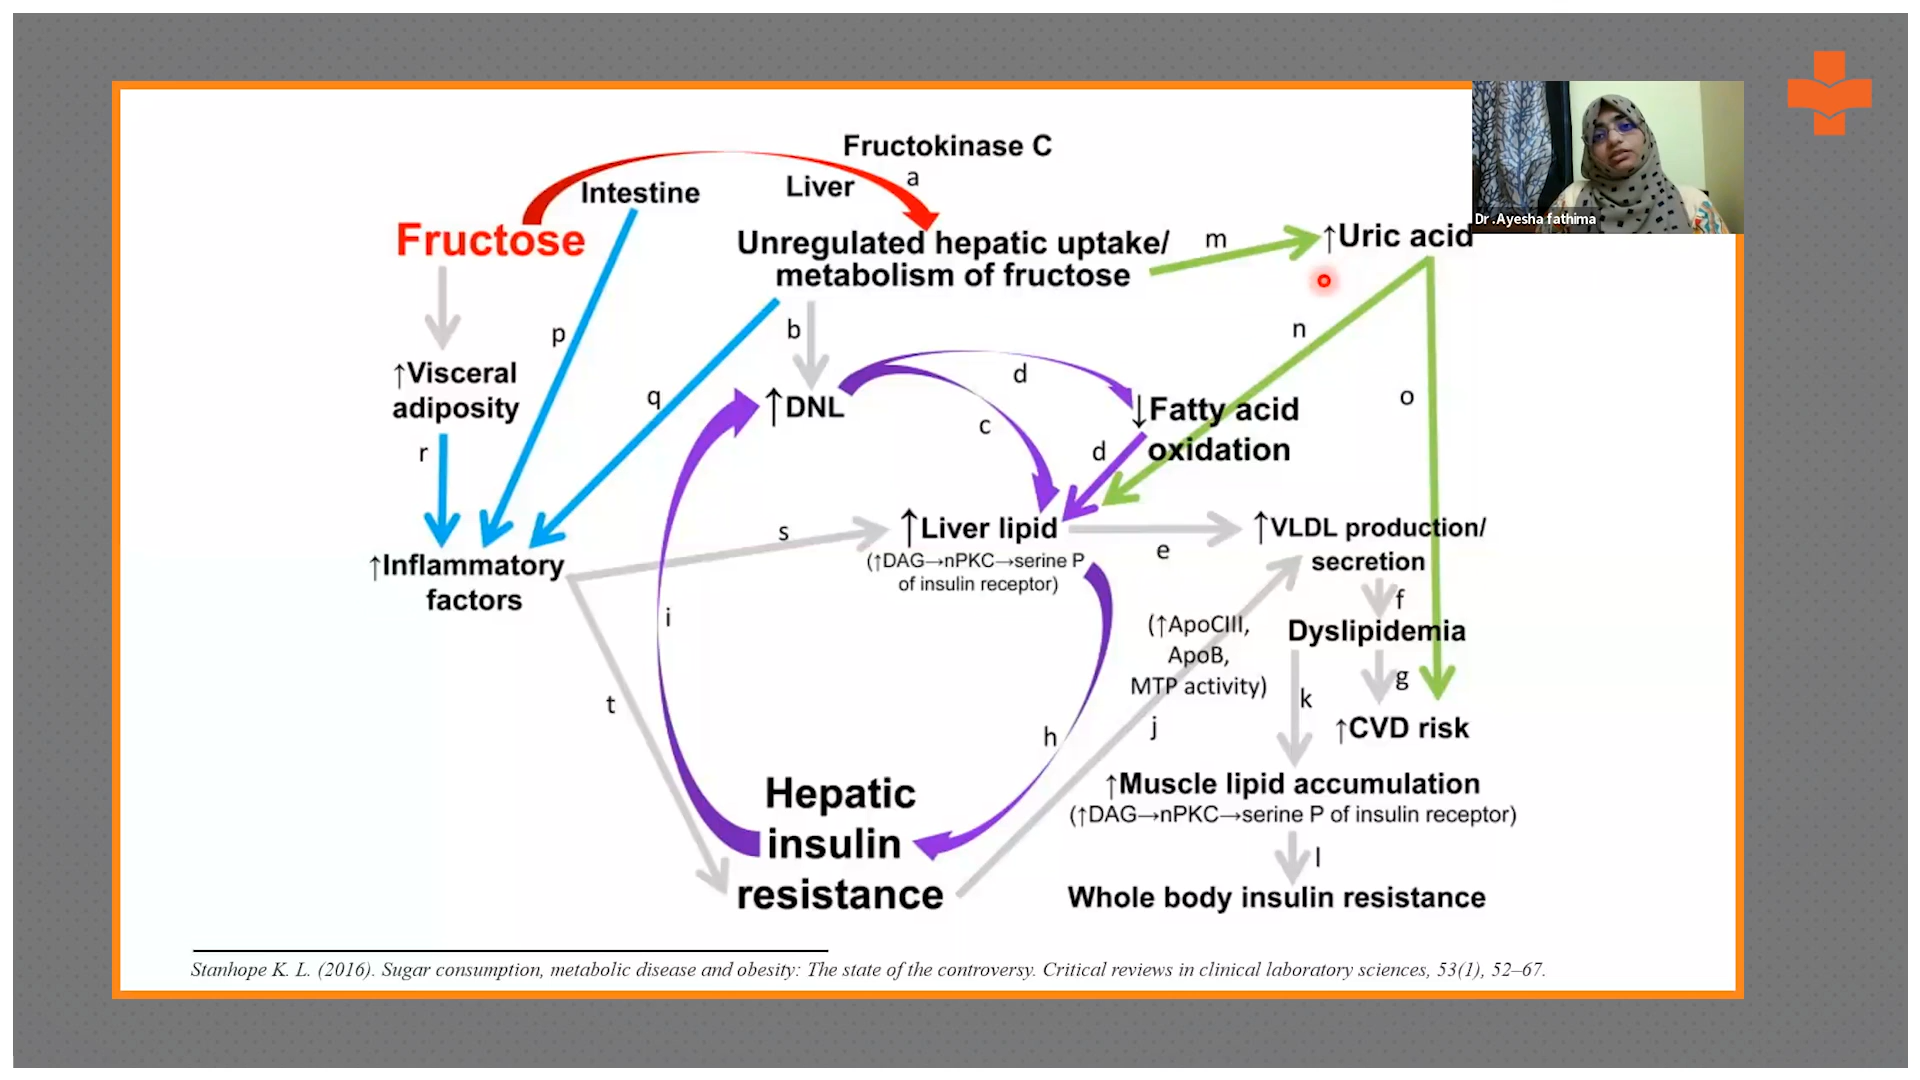 Fructokinase C
a
Intestine
Liver
Fructose
Unregulated hepatic uptake/
metabolism of fructose
m
↑Uric acid
Dr .Ayesha fathima
p
b
n
↑Visceral
adiposity
d
q
o
↑DNL
c
↓Fatty acid
oxidation
r
d
s
↑Liver lipid
(↑DAG→nPKC→serine P
of insulin receptor)
e
↑VLDL production/
secretion
↑Inflammatory
factors
f
i
(↑ApoCIII,
ApoB,
MTP activity)
Dyslipidemia
g
t
k
j
h
↑CVD risk
Hepatic
insulin
resistance
↑Muscle lipid accumulation
(↑DAG→nPKC→serine P of insulin receptor)
l
Whole body insulin resistance
Stanhope K. L. (2016). Sugar consumption, metabolic disease and obesity: The state of the controversy. Critical reviews in clinical laboratory sciences, 53(1), 52–67.